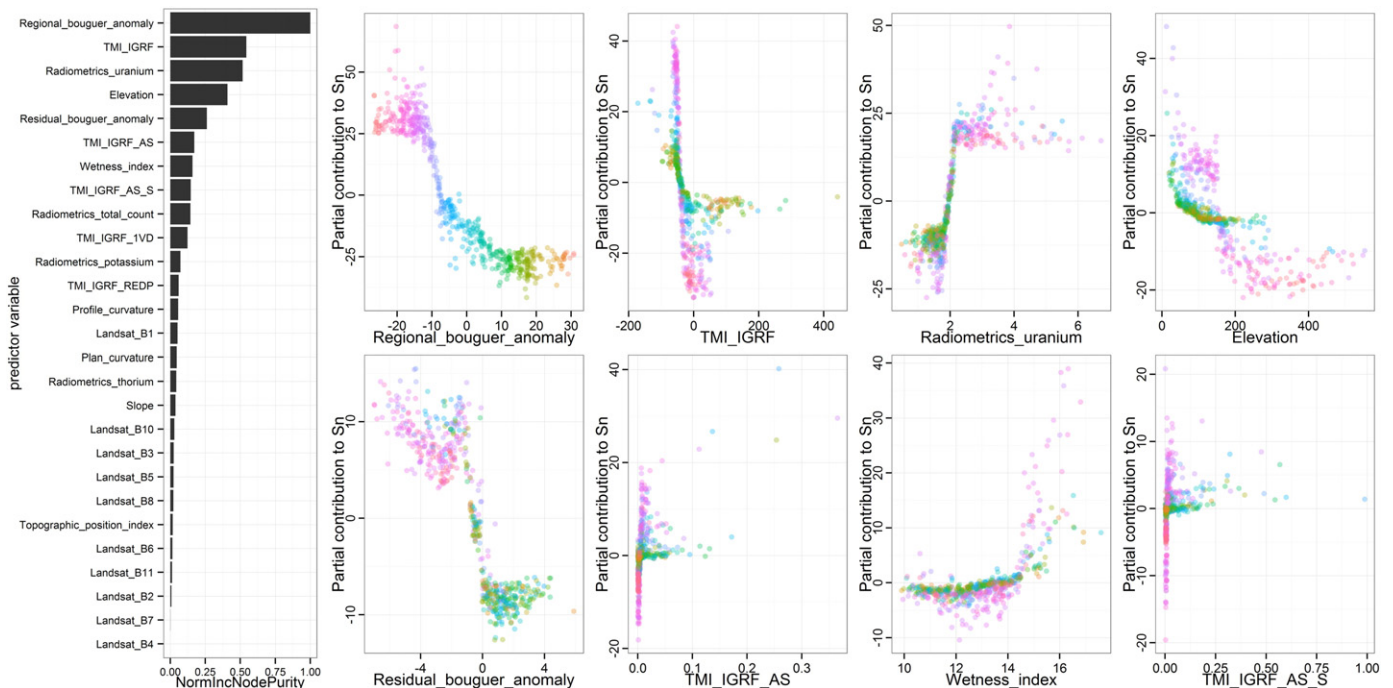 predictor variable
Regional_bouguer_anomaly
TMI_IGRF
Radiometrics_uranium
Elevation
Residual_bouguer_anomaly
TMI_IGRF_AS
Wetness_index
TMI_IGRF_AS_S
Radiometrics_total_count
TMI_IGRF_1VD
Radiometrics_potassium
TMI_IGRF_REDP
Profile_curvature
Landsat_B1
Plan_curvature
Radiometrics_thorium
Slope
Landsat_B10
Landsat_B3
Landsat_B5
Landsat_B8
Topographic_position_index
Landsat_B6
Landsat_B11
Landsat_B2
Landsat_B7
Landsat_B4
0.00 0.25 0.50 0.75 1.00
NormIncNodePurity
Partial contribution to Sn
50
25
0
-25
-20 -10 0 10 20 30
Regional_bouguer_anomaly
Partial contribution to Sn
40
20
0
-20
-200 0 200 400
TMI_IGRF
Partial contribution to Sn
50
25
0
-25
2 4 6
Radiometrics_uranium
Partial contribution to Sn
40
20
0
-20
0 200 400
Elevation
Partial contribution to Sn
10
0
-10
-4 0 4
Residual_bouguer_anomaly
Partial contribution to Sn
40
20
0
-20
0.0 0.1 0.2 0.3
TMI_IGRF_AS
Partial contribution to Sn
40
30
20
10
0
-10
10 12 14 16
Wetness_index
Partial contribution to Sn
20
10
0
-10
-20
0.00 0.25 0.50 0.75 1.00
TMI_IGRF_AS_S